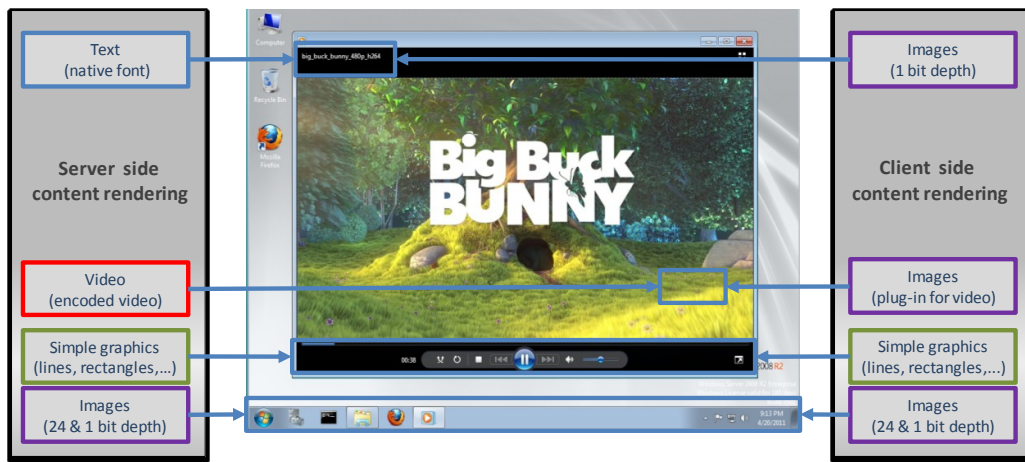 Text
(native font)
Server side
content rendering
Video
(encoded video)
Simple graphics
(lines, rectangles,...)
Images
(24 & 1 bit depth)
Computer
Recycle Bin
Mozilla
Firefox
big_buck_bunny_480p_h264
Big Buck
BUNNY
00:38
2008 R2
9:13 PM
4/20/2011
Images
(1 bit depth)
Client side
content rendering
Images
(plug-in for video)
Simple graphics
(lines, rectangles,...)
Images
(24 & 1 bit depth)